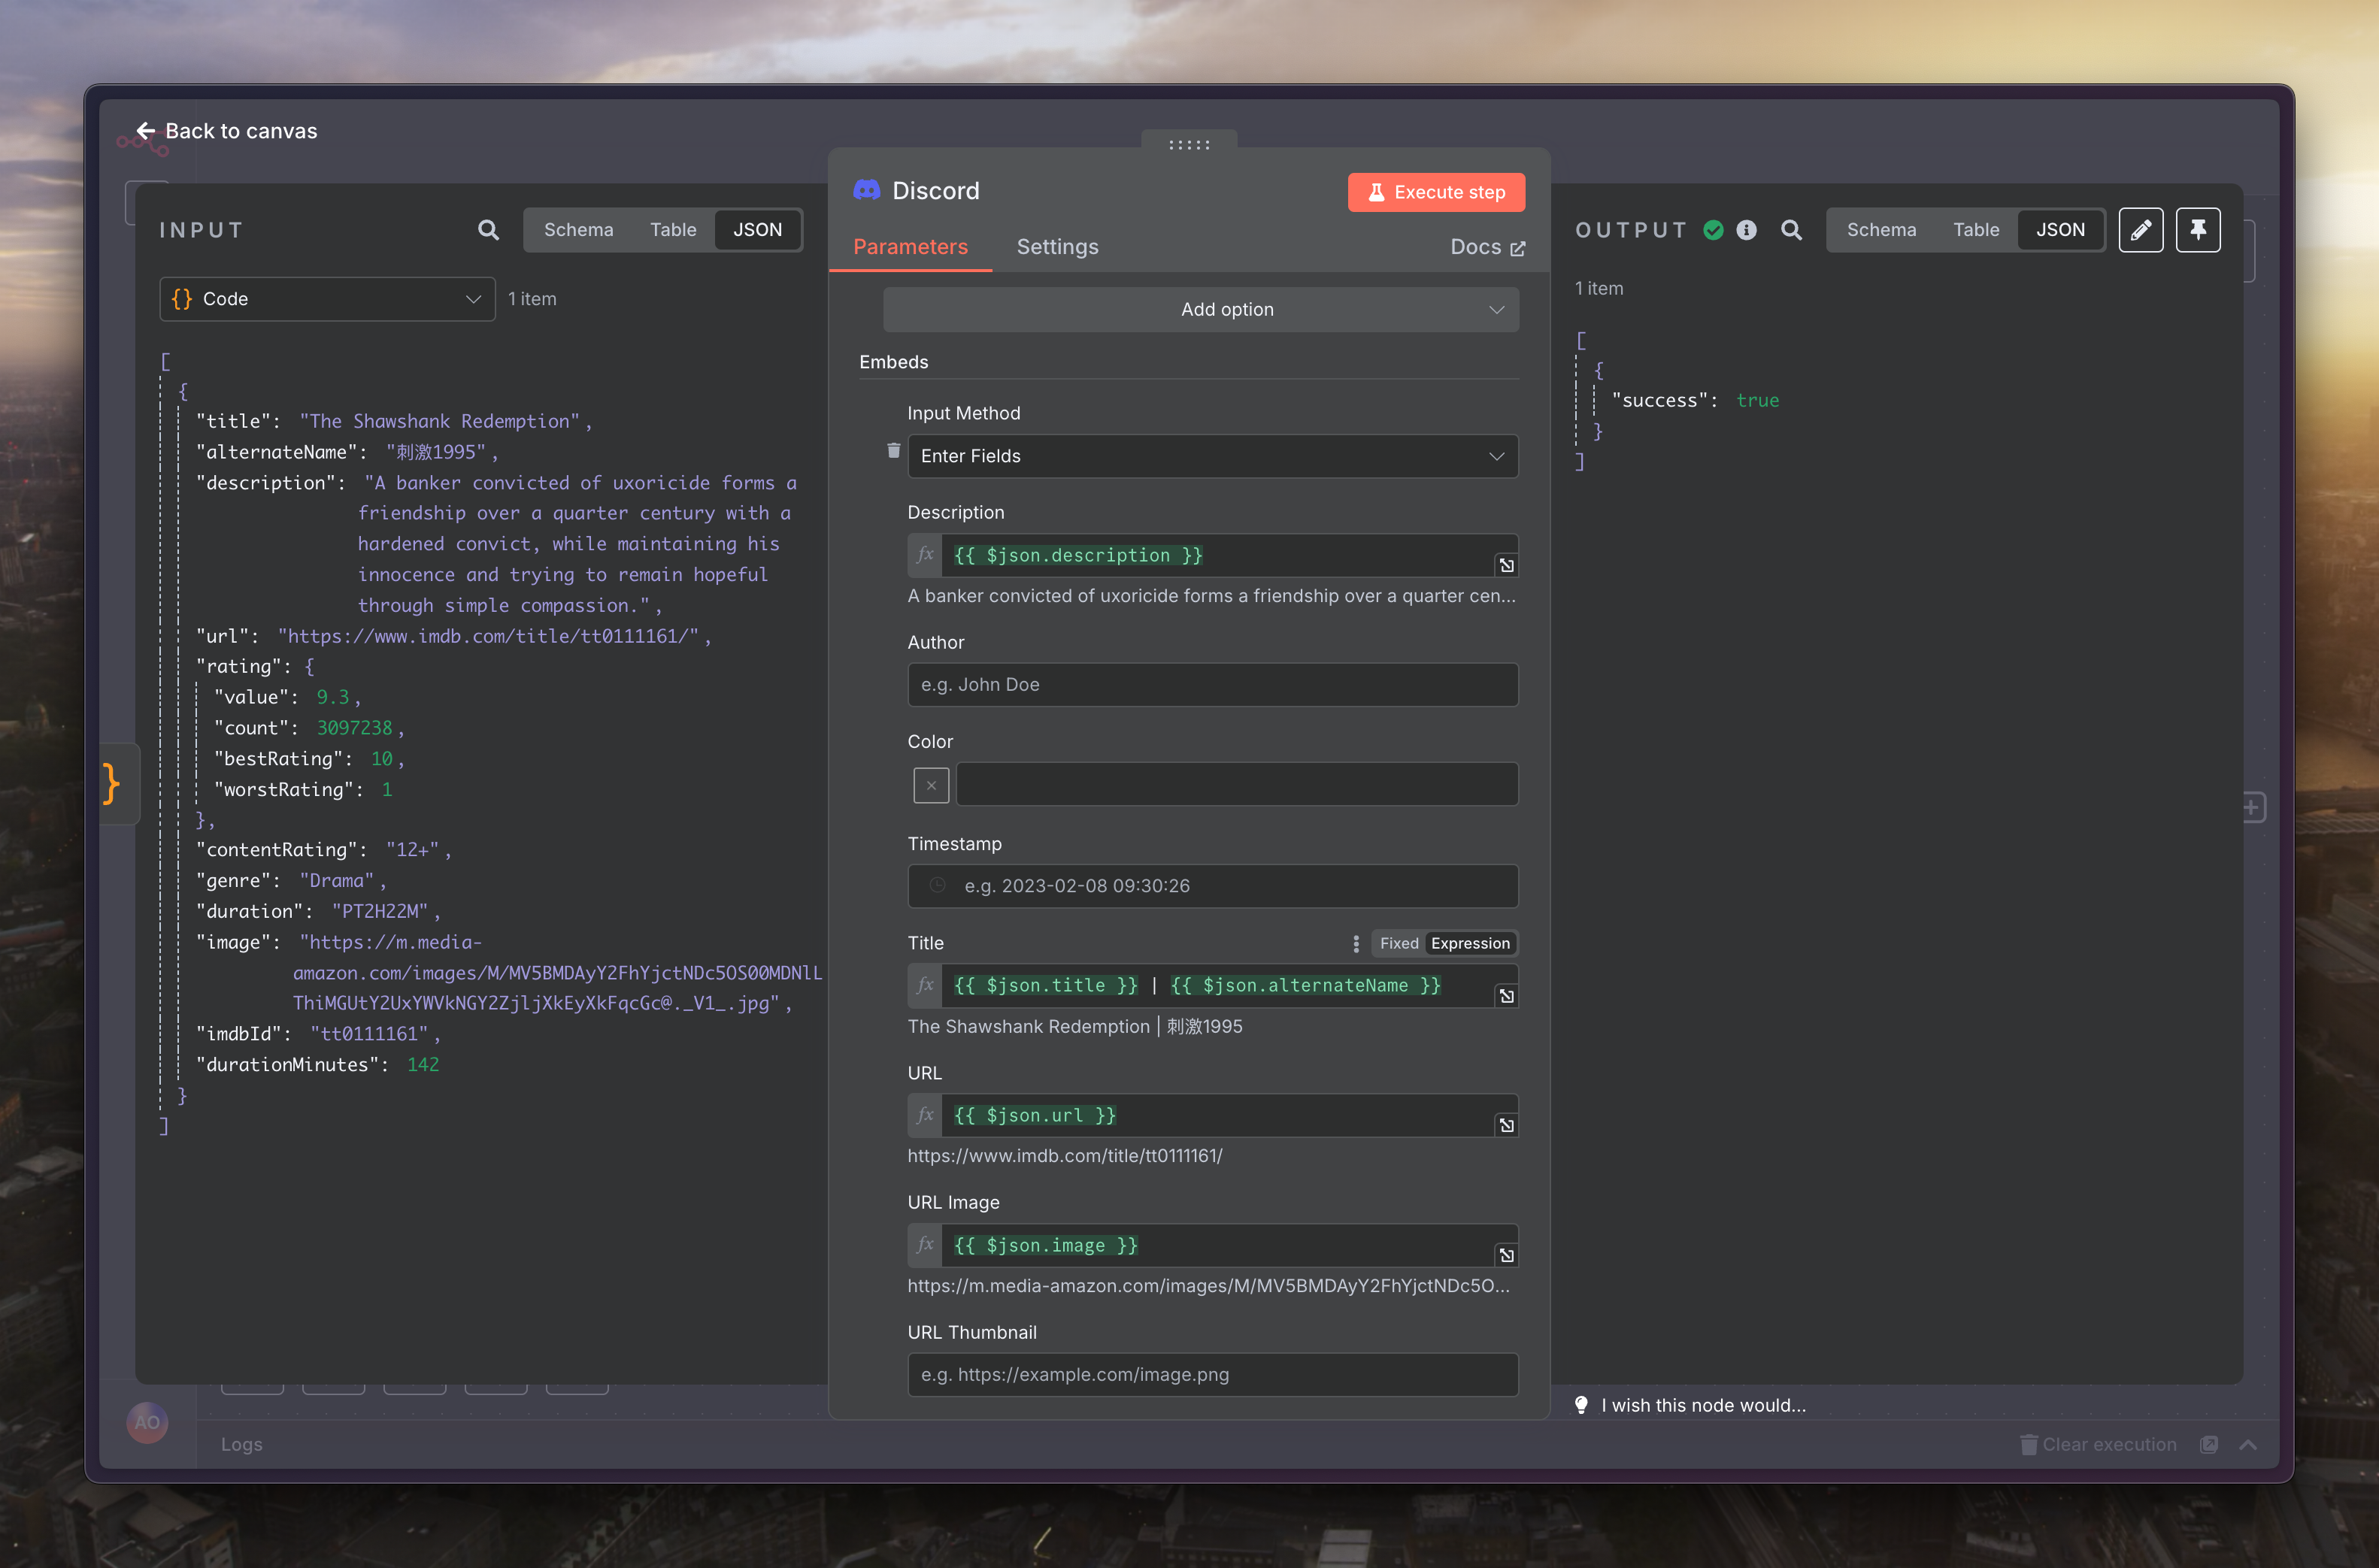 Back to canvas
INPUT
Schema
Table
JSON
{} Code
1 item
[
{
"title": "The Shawshank Redemption",
"alternateName": "刺激1995",
"description": "A banker convicted of uxoricide forms a
friendship over a quarter century with a
hardened convict, while maintaining his
innocence and trying to remain hopeful
through simple compassion.",
"url": "https://www.imdb.com/title/tt0111161/",
"rating": {
"value": 9.3,
"count": 3097238,
"bestRating": 10,
"worstRating": 1
},
"contentRating": "12+",
"genre": "Drama",
"duration": "PT2H22M",
"image": "https://m.media-
amazon.com/images/M/MV5BMDAyY2FhYjctNDc5OS00MDNlL
ThiMGUtY2UxYWVkNGY2ZjljXkEyXkFqcGc@._V1_.jpg",
"imdbId": "tt0111161",
"durationMinutes": 142
}
]
}
Discord
Execute step
Parameters
Settings
Docs
Add option
Embeds
Input Method
Enter Fields
Description
fx {{ $json.description }}
A banker convicted of uxoricide forms a friendship over a quarter cen...
Author
e.g. John Doe
Color
Timestamp
e.g. 2023-02-08 09:30:26
Title
Fixed
Expression
fx {{ $json.title }} | {{ $json.alternateName }}
The Shawshank Redemption | 刺激1995
URL
fx {{ $json.url }}
https://www.imdb.com/title/tt0111161/
URL Image
fx {{ $json.image }}
https://m.media-amazon.com/images/M/MV5BMDAyY2FhYjctNDc5O...
URL Thumbnail
e.g. https://example.com/image.png
OUTPUT
Schema
Table
JSON
1 item
[
{
"success": true
}
]
I wish this node would...
AO
Logs
Clear execution